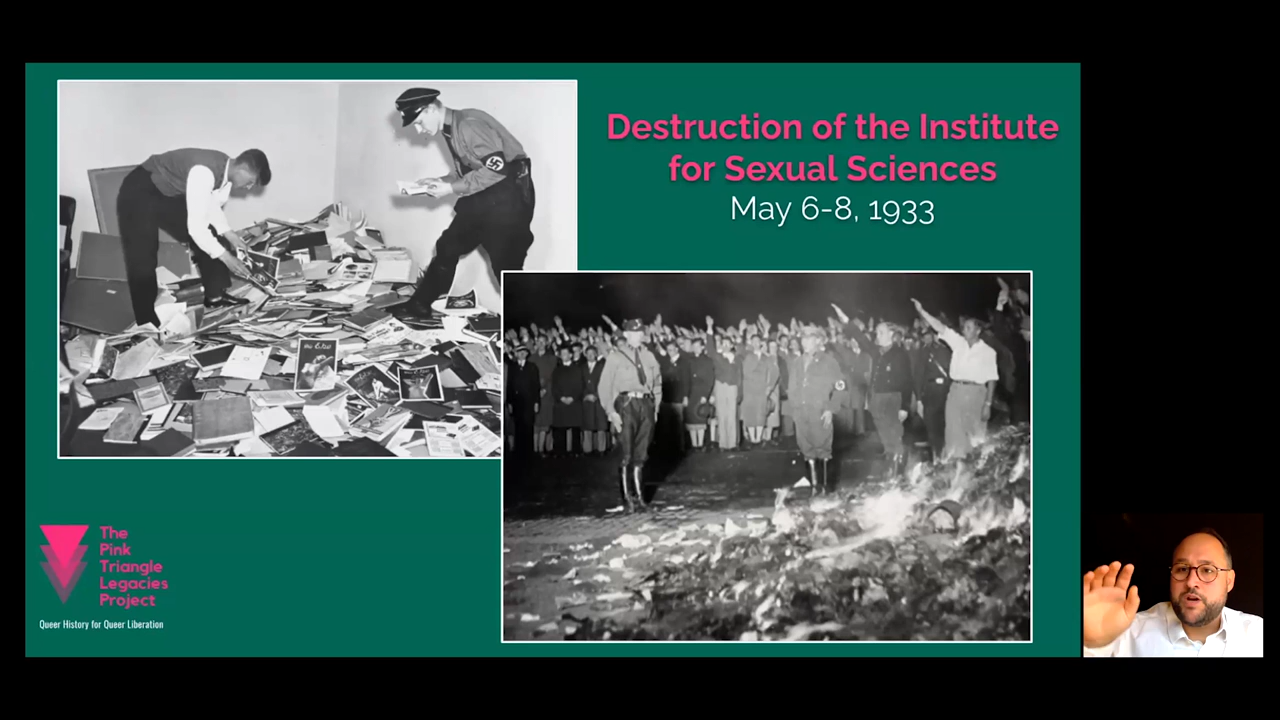 Destruction of the Institute
for Sexual Sciences
May 6-8, 1933
The
Pink
Triangle
Legacies
Project
Queer History for Queer Liberation